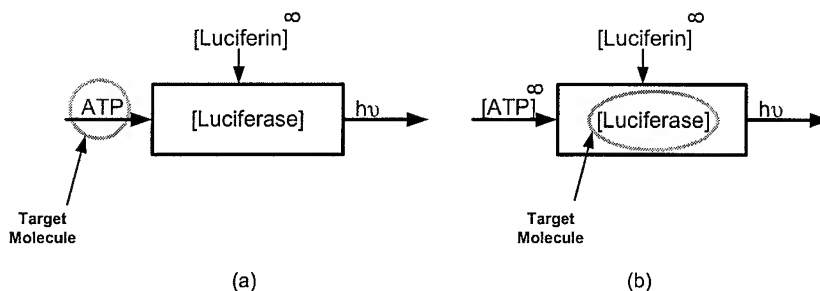 [Luciferin]∞
ATP
[Luciferase]
hυ
Target
Molecule
(a)
[Luciferin]∞
[ATP]∞
[Luciferase]
hυ
Target
Molecule
(b)